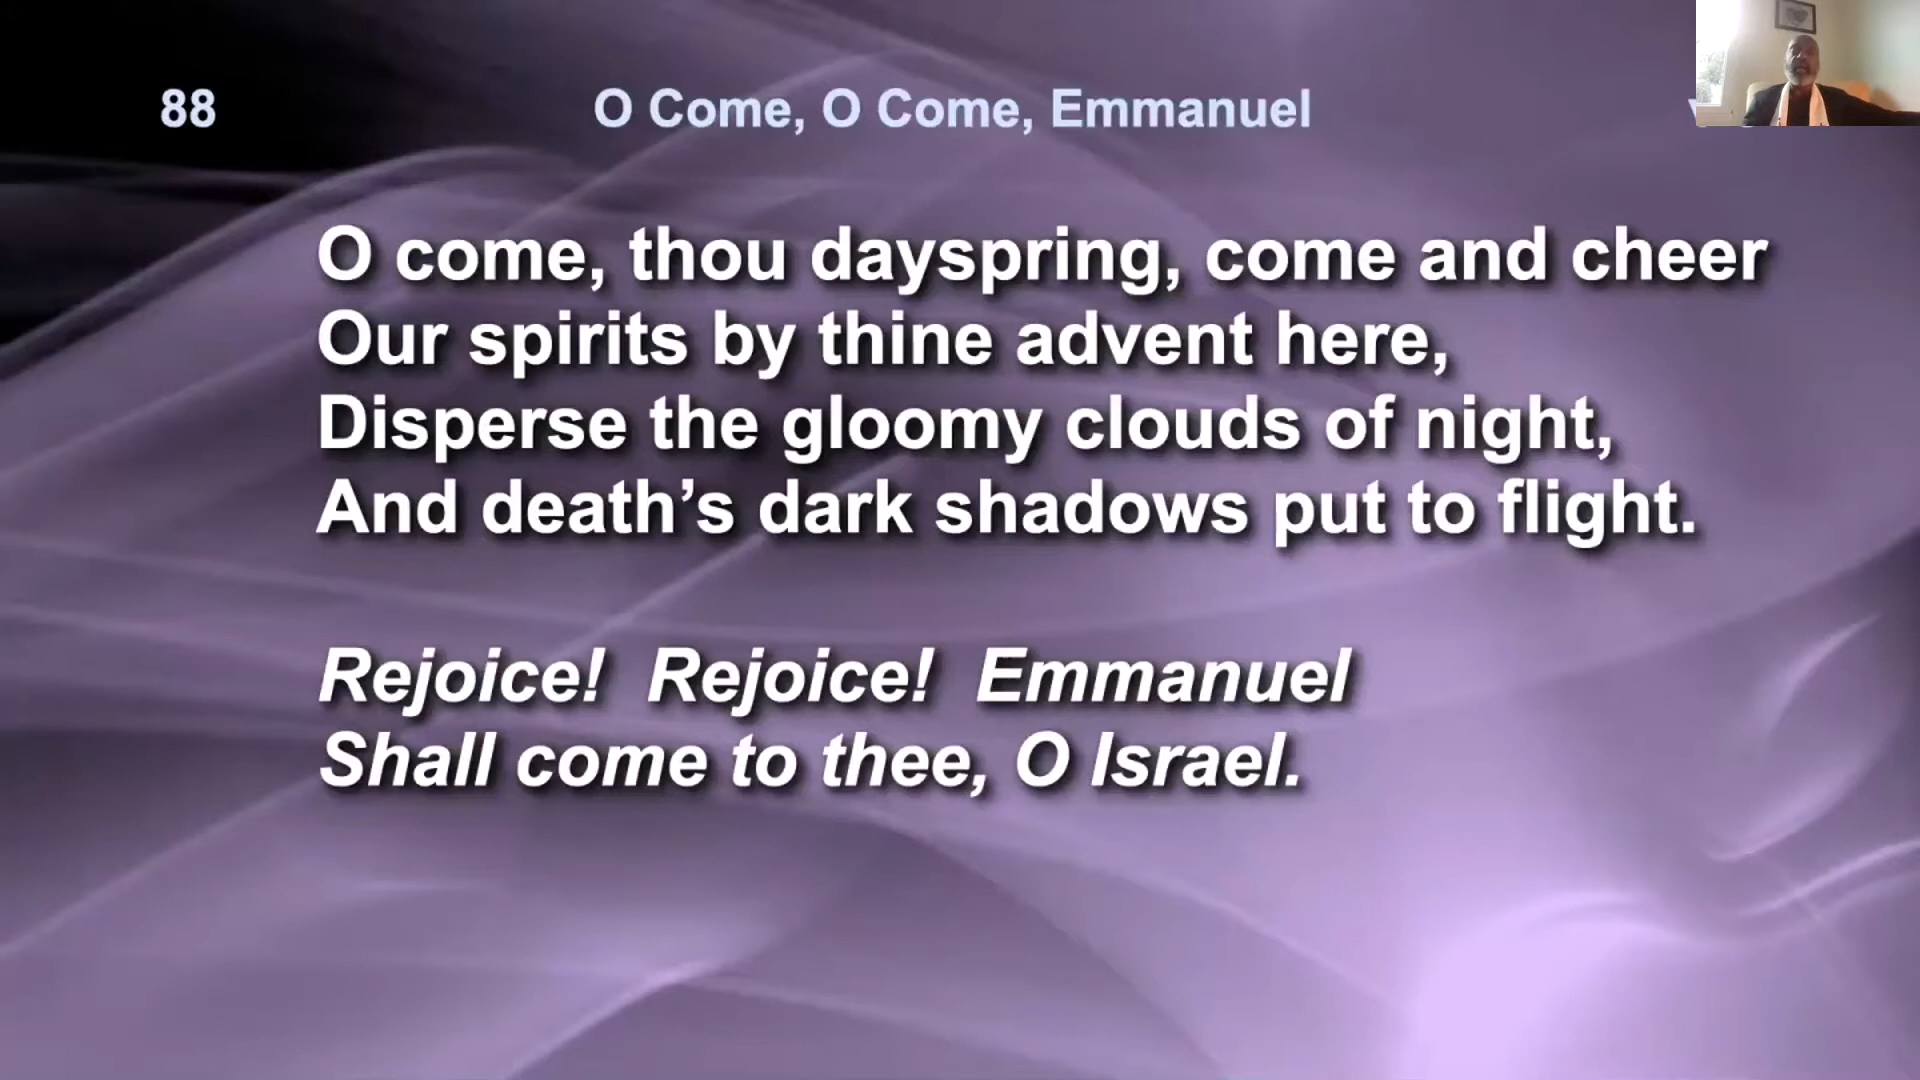 88
O Come, O Come, Emmanuel
O come, thou dayspring, come and cheer
Our spirits by thine advent here,
Disperse the gloomy clouds of night,
And death’s dark shadows put to flight.
Rejoice! Rejoice! Emmanuel
Shall come to thee, O Israel.